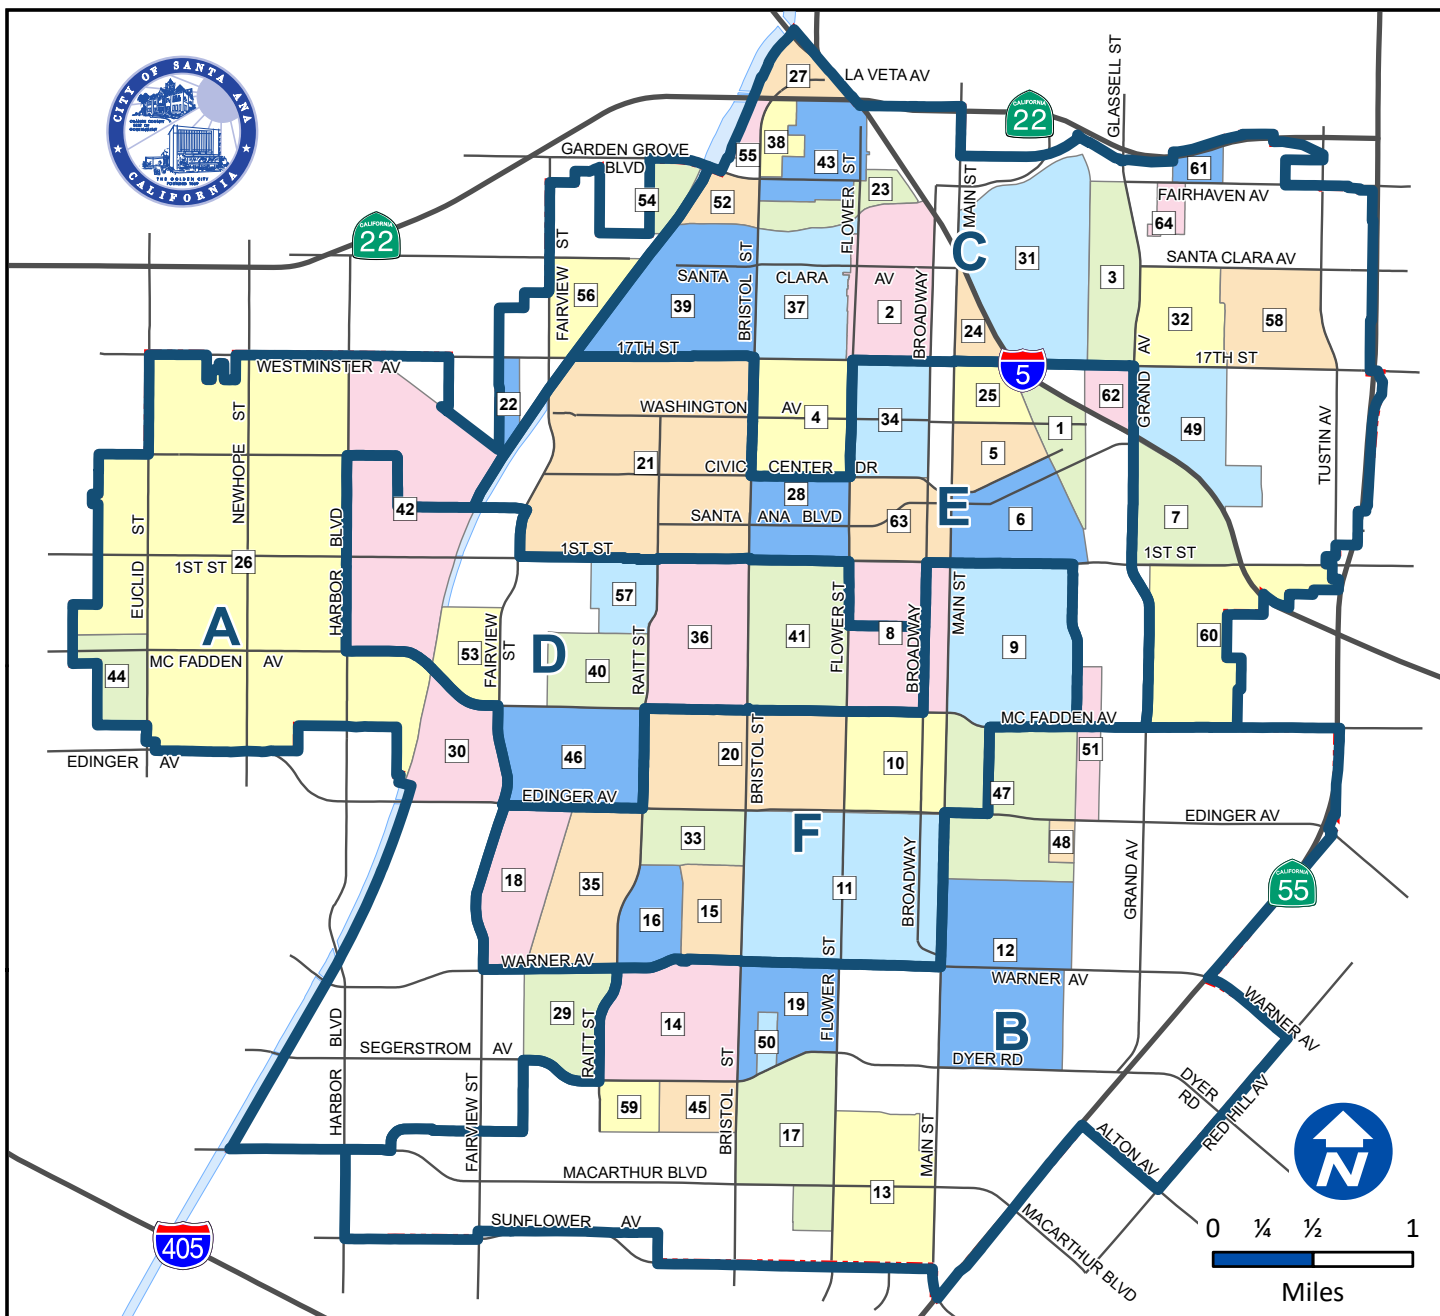 CITY OF SANTA ANA
CALIFORNIA
THE GOLDEN CITY
27
LA VETA AV
GLASSELL ST
CALIFORNIA
22
GARDEN GROVE
BLVD
55
38
43
FLOWER ST
61
FAIRHAVEN AV
54
52
23
MAIN ST
64
CALIFORNIA
22
FAIRVIEW ST
C
31
SANTA CLARA AV
3
SANTA CLARA AV
56
39
BRISTOL ST
37
2
BROADWAY
24
32
58
17TH ST
17TH ST
5
WESTMINSTER AV
22
25
62
GRAND AV
WASHINGTON AV
4
34
1
49
TUSTIN AV
NEWHOPE ST
21
CIVIC CENTER DR
5
28
E
42
SANTA ANA BLVD
63
6
7
EUCLID ST
HARBOR BLVD
1ST ST
26
1ST ST
1ST ST
A
57
FLOWER ST
MAIN ST
53
FAIRVIEW ST
D
RAITT ST
36
41
8
BROADWAY
9
60
MC FADDEN AV
44
40
MC FADDEN AV
30
46
20
BRISTOL ST
10
51
EDINGER AV
EDINGER AV
47
EDINGER AV
F
33
48
18
35
BROADWAY
GRAND AV
CALIFORNIA
55
16
15
11
12
WARNER AV
FLOWER ST
WARNER AV
29
RAITT ST
14
19
50
B
WARNER AV
HARBOR BLVD
SEGERSTROM AV
DYER RD
DYER RD
RED HILL AV
FAIRVIEW ST
59
45
BRISTOL ST
17
MAIN ST
ALTON AV
MACARTHUR BLVD
13
MACARTHUR BLVD
SUNFLOWER AV
405
N
0 ¼ ½ 1
Miles